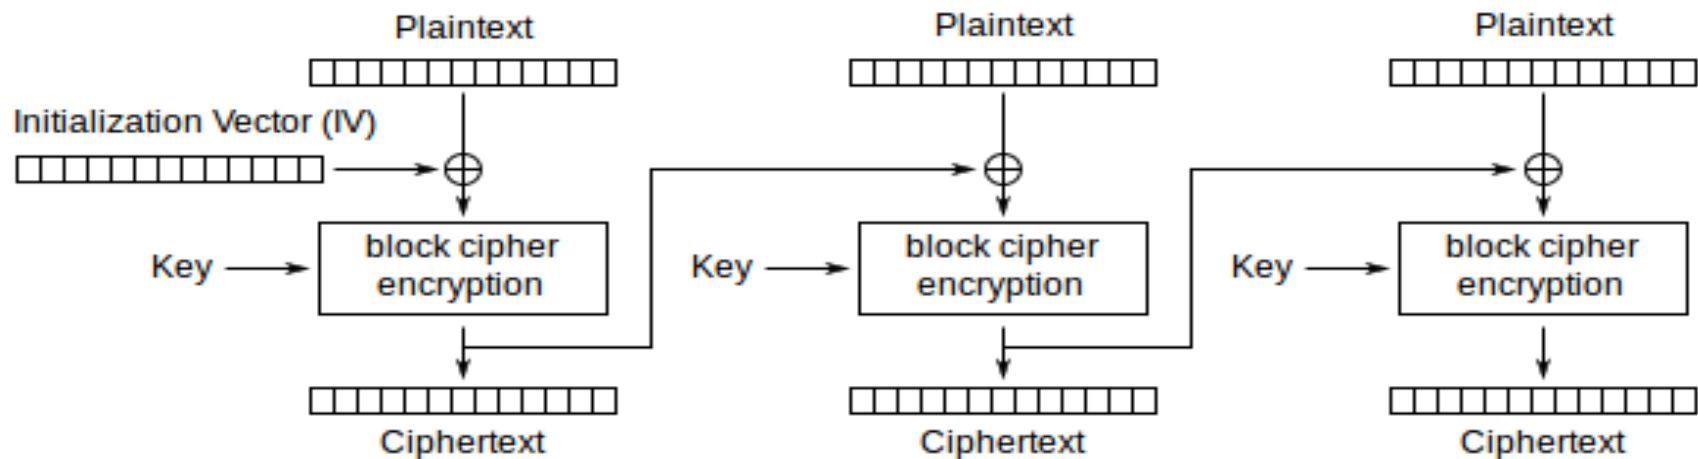 Plaintext
Plaintext
Plaintext
Initialization Vector (IV)
Key
block cipher
encryption
Key
block cipher
encryption
Key
block cipher
encryption
Ciphertext
Ciphertext
Ciphertext